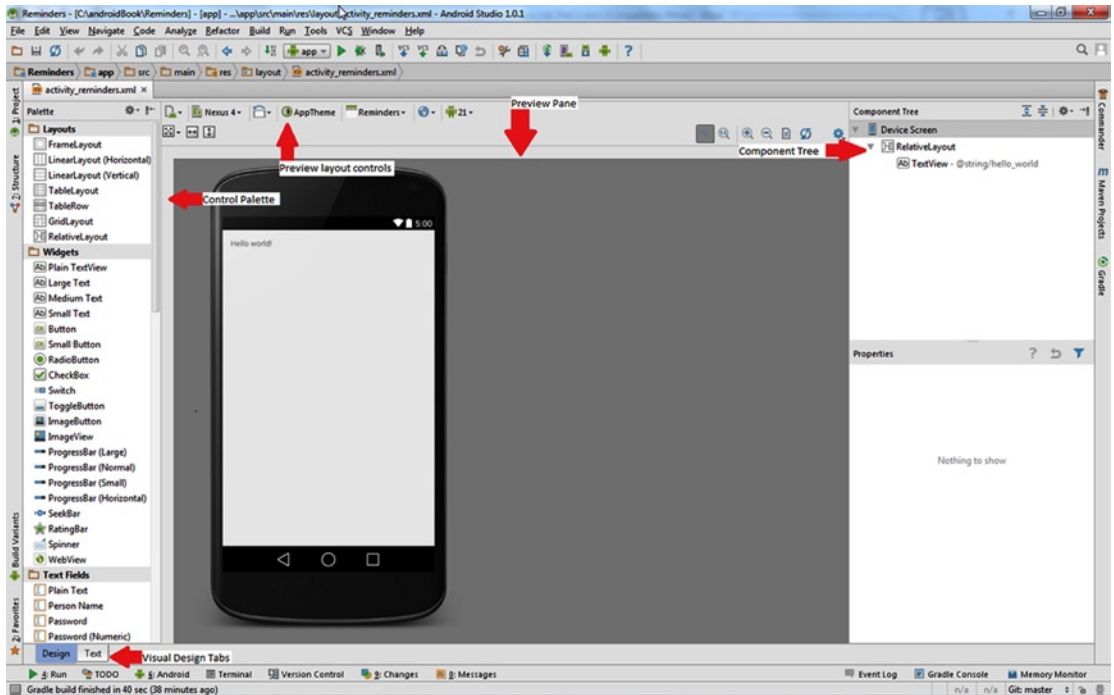 Reminders - [C:\androidBook\Reminders] - [app] - ...\app\src\main\res\layout\activity_reminders.xml - Android Studio 1.0.1
File Edit View Navigate Code Analyze Refactor Build Run Tools VCS Window Help
app
Reminders app src main res layout activity_reminders.xml
activity_reminders.xml
1: Project
2: Structure
Build Variants
2: Favorites
Palette
Nexus 4 AppTheme Reminders 21
Preview Pane
Preview layout controls
Control Palette
Layouts
FrameLayout
LinearLayout (Horizontal)
LinearLayout (Vertical)
TableLayout
TableRow
GridLayout
RelativeLayout
Widgets
Plain TextView
Large Text
Medium Text
Small Text
Button
Small Button
RadioButton
CheckBox
Switch
ToggleButton
ImageButton
ImageView
ProgressBar (Large)
ProgressBar (Normal)
ProgressBar (Small)
ProgressBar (Horizontal)
SeekBar
RatingBar
Spinner
WebView
Text Fields
Plain Text
Person Name
Password
Password (Numeric)
5:00
Hello world!
Component Tree
Component Tree
Device Screen
RelativeLayout
Ab TextView - @string/hello_world
Properties
Nothing to show
Commander
Maven Projects
Gradle
Design Text
Visual Design Tabs
4: Run TODO 6: Android Terminal Version Control 9: Changes 0: Messages Event Log Gradle Console Memory Monitor
Gradle build finished in 40 sec (38 minutes ago) n/a n/a Git: master